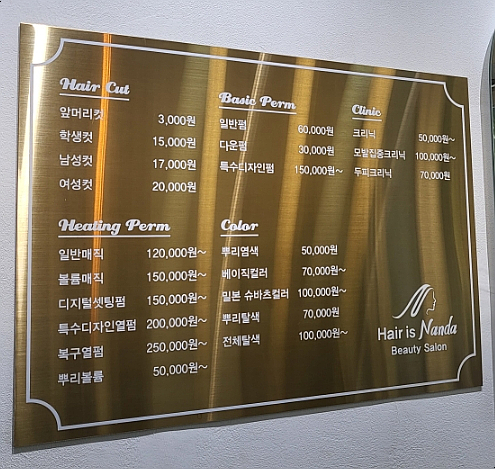 Hair Cut
앞머리컷 3,000원
학생컷 15,000원
남성컷 17,000원
여성컷 20,000원
Basic Perm
일반펌 60,000원
다운펌 30,000원
특수디자인펌 150,000원~
Clinic
크리닉 50,000원~
모발집중크리닉 100,000원~
두피크리닉 70,000원
Heating Perm
일반매직 120,000원~
볼륨매직 150,000원~
디지털셋팅펌 150,000원~
특수디자인열펌 200,000원~
복구열펌 250,000원~
뿌리볼륨 50,000원~
Color
뿌리염색 50,000원
베이직컬러 70,000원~
밀본 슈바츠컬러 100,000원~
뿌리탈색 70,000원
전체탈색 100,000원~
Hair is Nanda
Beauty Salon